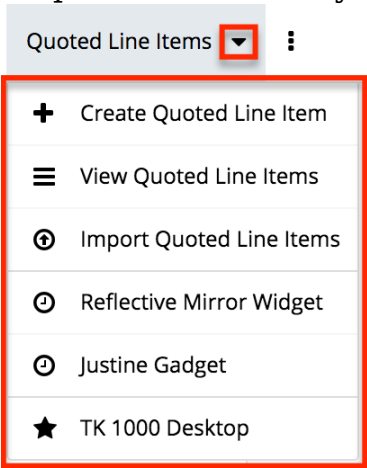 Quoted Line Items
Create Quoted Line Item
View Quoted Line Items
Import Quoted Line Items
Reflective Mirror Widget
Justine Gadget
TK 1000 Desktop